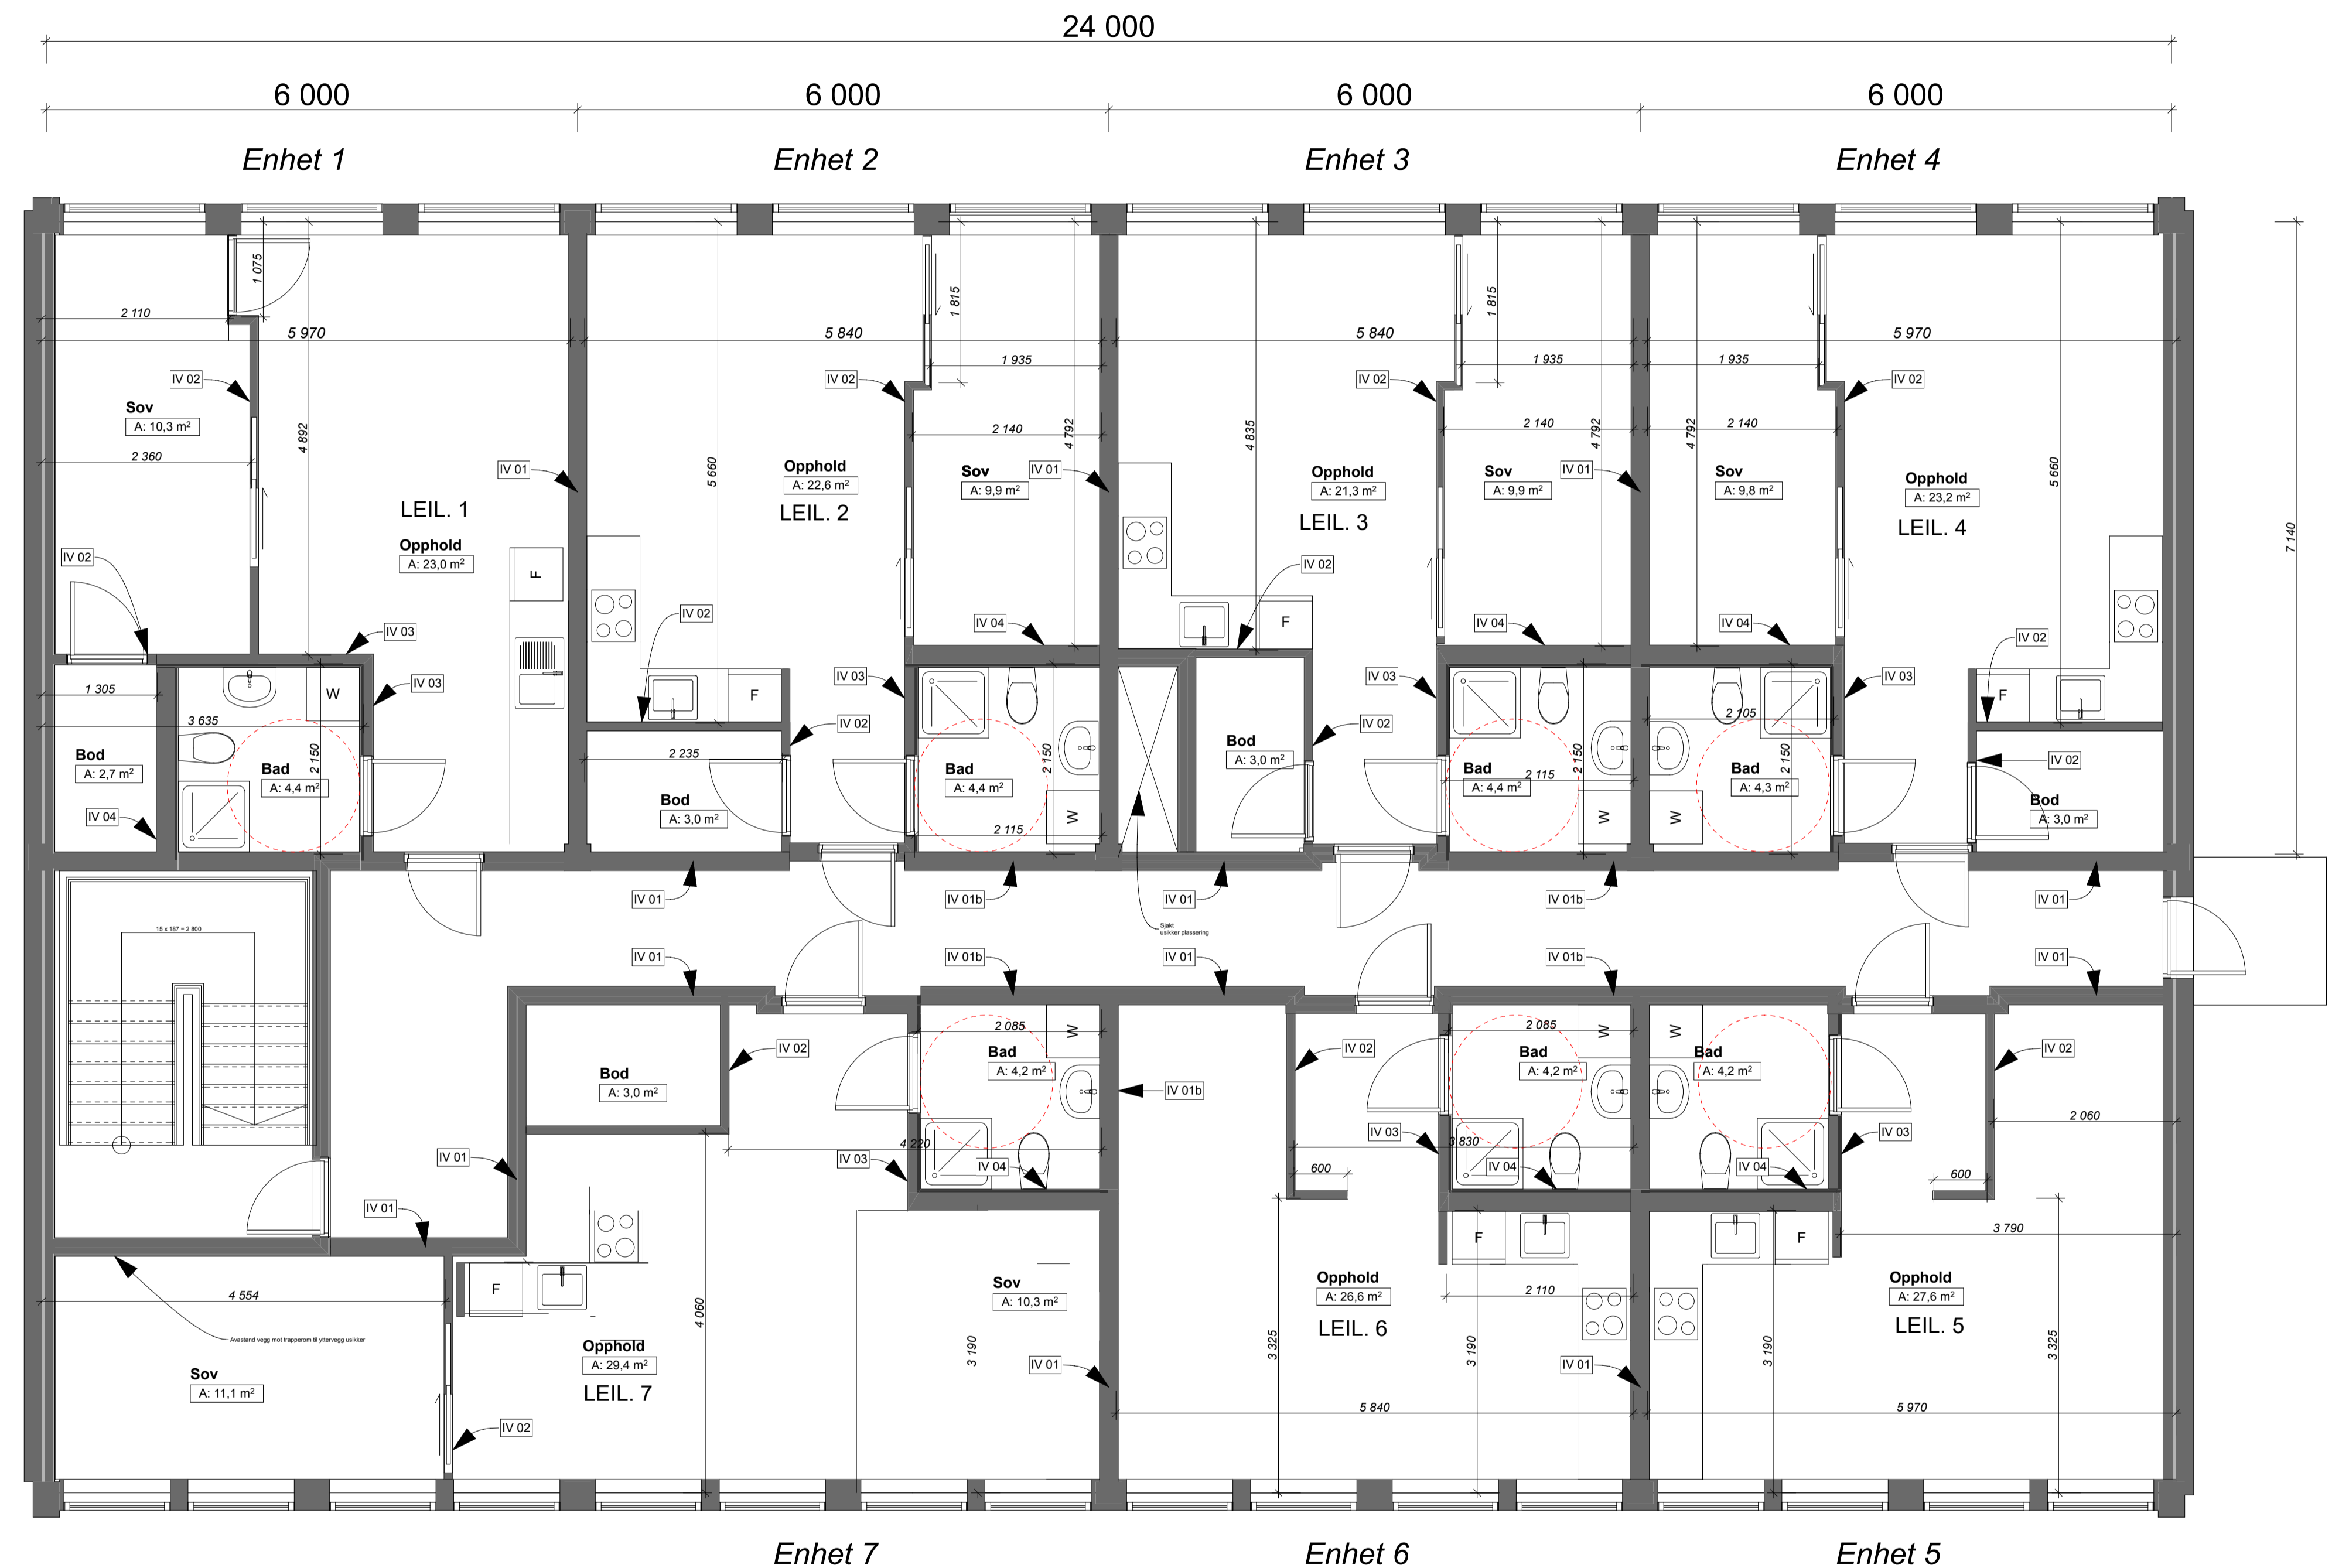 24 000
6 000
6 000
6 000
6 000
Enhet 1
Enhet 2
Enhet 3
Enhet 4
1 075
2 110
5 970
1 815
5 840
1 935
1 815
5 840
1 935
1 935
5 970
IV 02
IV 02
IV 02
IV 02
Sov
A: 10,3 m²
4 892
2 360
5 660
2 140
4 792
4 835
2 140
4 792
4 792
2 140
5 660
7 140
IV 01
Opphold
A: 22,6 m²
LEIL. 2
Sov
A: 9,9 m²
IV 01
Opphold
A: 21,3 m²
LEIL. 3
Sov
A: 9,9 m²
IV 01
Sov
A: 9,8 m²
Opphold
A: 23,2 m²
LEIL. 4
LEIL. 1
Opphold
A: 23,0 m²
F
IV 02
IV 02
IV 02
IV 03
IV 04
F
IV 04
IV 04
IV 02
IV 03
IV 03
IV 03
IV 03
W
F
F
1 305
3 635
2 150
IV 02
IV 02
2 105
Bod
A: 2,7 m²
Bad
A: 4,4 m²
IV 04
2 235
Bod
A: 3,0 m²
Bad
A: 4,4 m²
2 150
2 115
W
Bod
A: 3,0 m²
Bad
A: 4,4 m²
2 115
2 150
W
W
Bad
A: 4,3 m²
2 150
IV 02
Bod
A: 3,0 m²
IV 01
IV 01b
IV 01
IV 01b
IV 01
15 x 187 = 2 800
Sjakt
usikker plassering
IV 01
IV 01b
IV 01
IV 01b
IV 01
Bod
A: 3,0 m²
IV 02
2 085
W
Bad
A: 4,2 m²
IV 01b
IV 02
2 085
W
Bad
A: 4,2 m²
W
Bad
A: 4,2 m²
IV 02
2 060
IV 01
4 220
IV 03
IV 04
600
IV 03
3 830
IV 04
IV 04
IV 03
600
IV 01
3 790
4 554
F
Avastand vegg mot trapperom til yttervegg usikker
4 060
Sov
A: 10,3 m²
F
Opphold
A: 26,6 m²
LEIL. 6
2 110
F
Opphold
A: 27,6 m²
LEIL. 5
Sov
A: 11,1 m²
Opphold
A: 29,4 m²
LEIL. 7
3 190
IV 01
3 325
3 190
IV 01
3 190
3 325
IV 02
5 840
5 970
Enhet 7
Enhet 6
Enhet 5